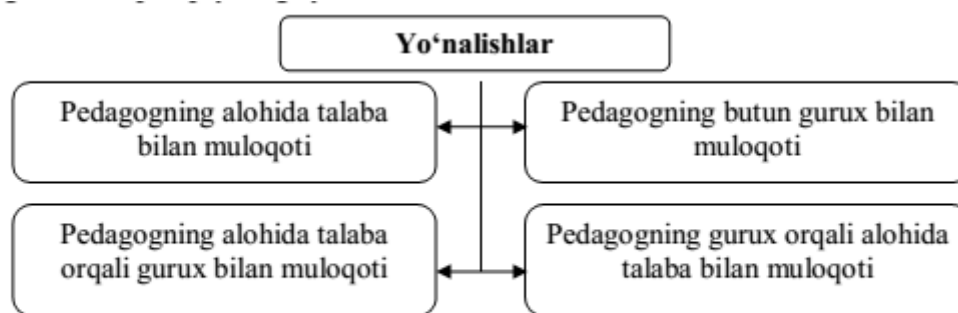 Yo‘nalishlar
Pedagogning alohida talaba
bilan muloqoti
Pedagogning butun gurux bilan
muloqoti
Pedagogning alohida talaba
orqali gurux bilan muloqoti
Pedagogning gurux orqali alohida
talaba bilan muloqoti